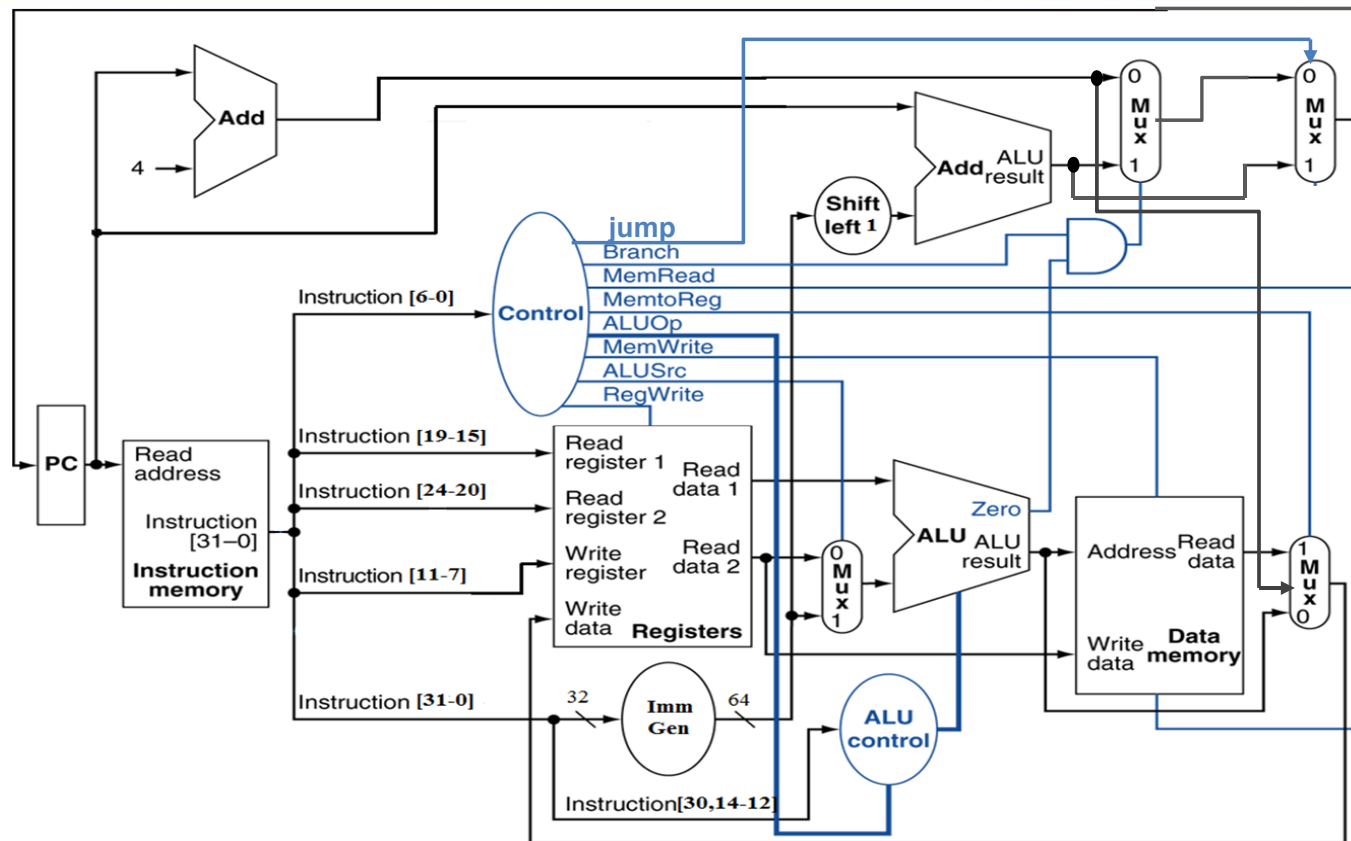 0
M
u
x
1
0
M
u
x
1
Add
4
Add
ALU
result
Shift
left 1
jump
Branch
MemRead
MemtoReg
ALUOp
MemWrite
ALUSrc
RegWrite
Control
Instruction [6-0]
Instruction [19-15]
Instruction [24-20]
Instruction [11-7]
Instruction [31-0]
PC
Read
address
Instruction
[31–0]
Instruction
memory
Read
register 1
Read
register 2
Write
register
Write
data
Read
data 1
Read
data 2
Registers
0
M
u
x
1
Zero
ALU
ALU
result
Address
Read
data
Write
data
Data
memory
1
M
u
x
0
32
Imm
Gen
64
ALU
control
Instruction[30,14-12]